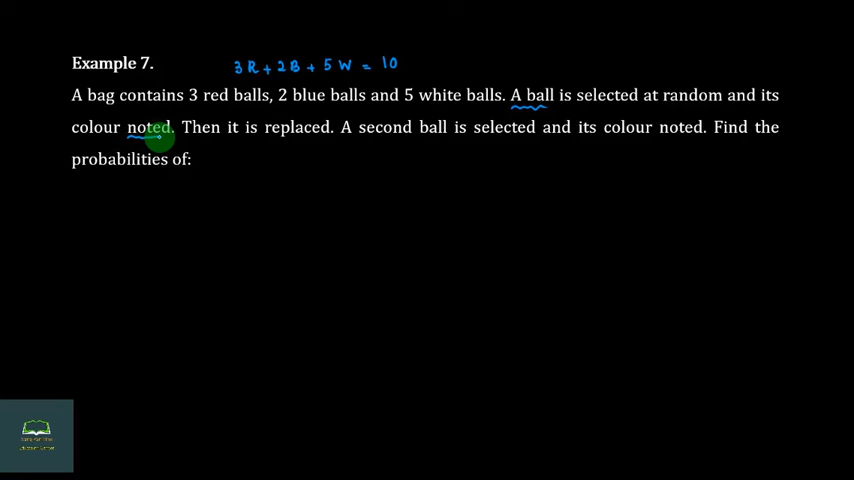 Example 7.
3R + 2B + 5W = 10
A bag contains 3 red balls, 2 blue balls and 5 white balls. A ball is selected at random and its
colour noted. Then it is replaced. A second ball is selected and its colour noted. Find the
probabilities of: